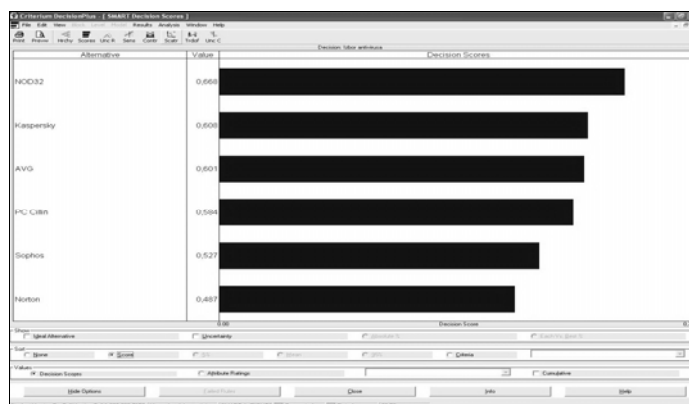 Criterium DecisionPlus - [ SMART Decision Scores ]
File Edit View Block Level Model Results Analysis Window Help
Print Preview Hrchy Scores Unc R Sens Contr Scatr Trdof Unc C
Decision: Izbor antivirusa
Alternative Value Decision Scores
NOD32 0,668
Kaspersky 0,608
AVG 0,601
PC Cillin 0,584
Sophos 0,527
Norton 0,487
0.00 Decision Score
Show
Ideal Alternative Uncertainty
Sort
None Score Criteria
Values
Decision Scores Attribute Ratings Cumulative
Hide Options Close Info Help